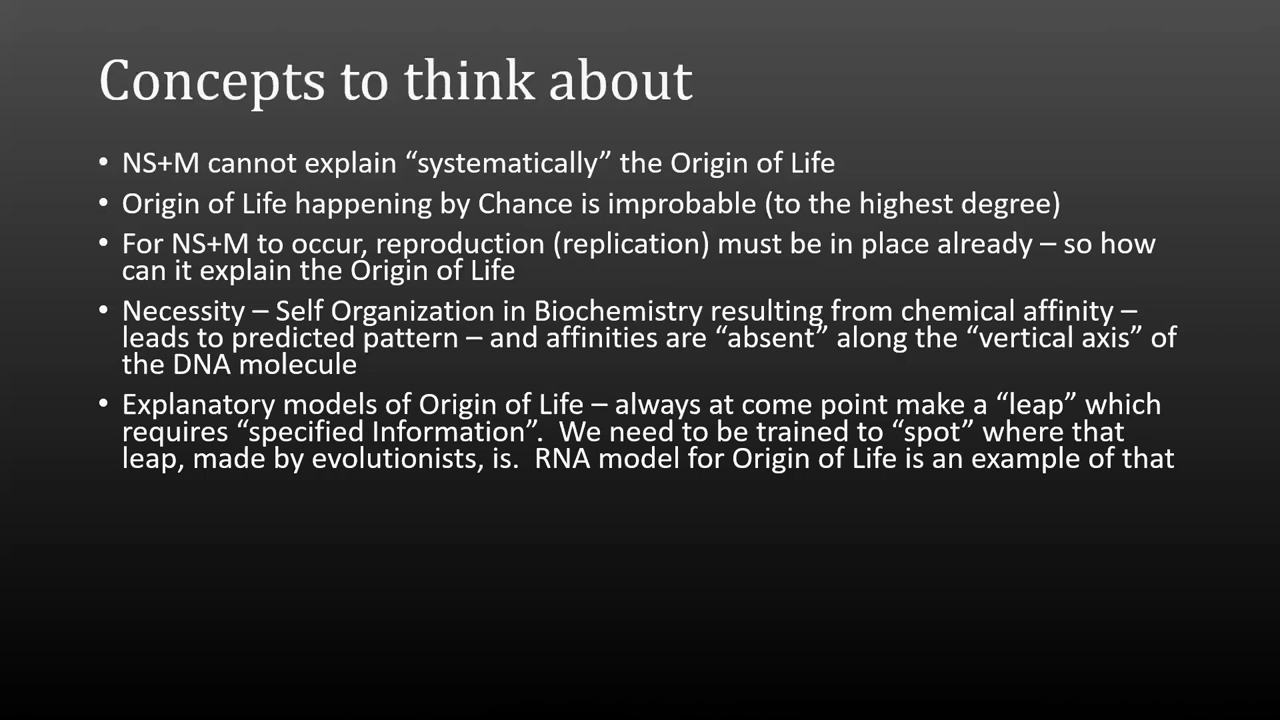 Concepts to think about
• NS+M cannot explain “systematically” the Origin of Life
• Origin of Life happening by Chance is improbable (to the highest degree)
• For NS+M to occur, reproduction (replication) must be in place already – so how
can it explain the Origin of Life
• Necessity – Self Organization in Biochemistry resulting from chemical affinity –
leads to predicted pattern – and affinities are “absent” along the “vertical axis” of
the DNA molecule
• Explanatory models of Origin of Life – always at come point make a “leap” which
requires “specified Information”.  We need to be trained to “spot” where that
leap, made by evolutionists, is.  RNA model for Origin of Life is an example of that